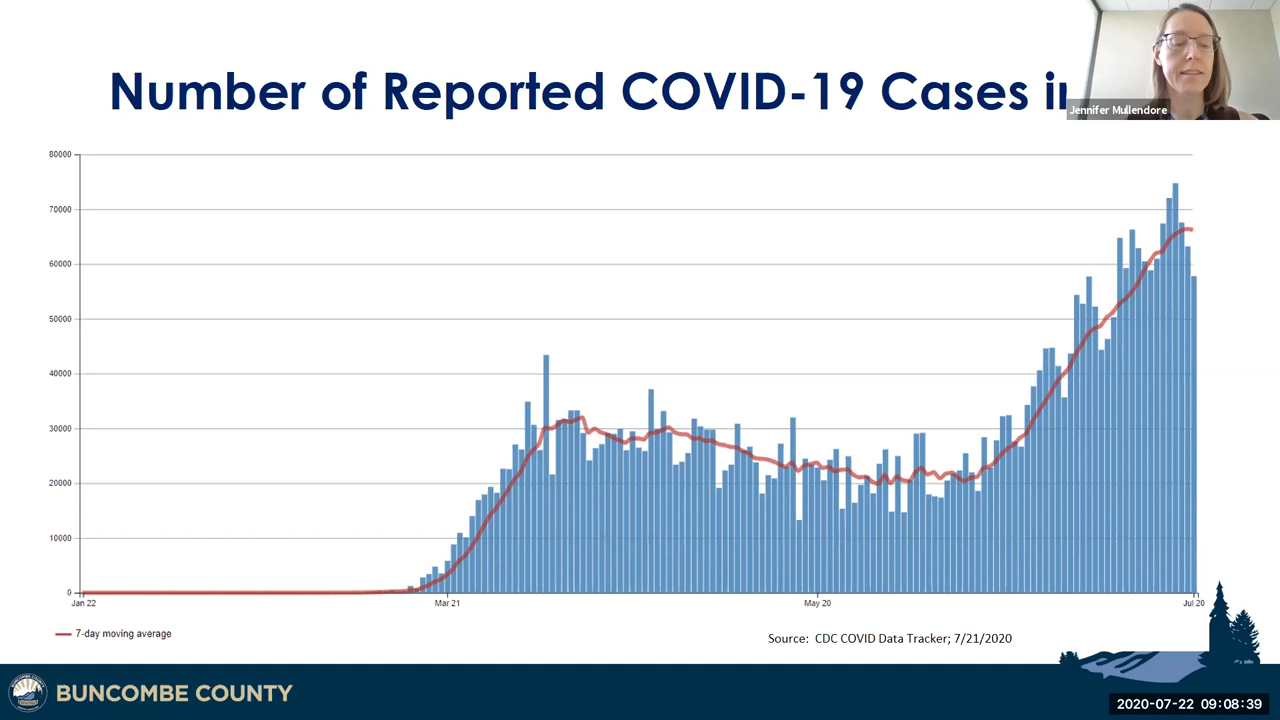 Number of Reported COVID-19 Cases in
Jennifer Mullendore
80000
70000
60000
50000
40000
30000
20000
10000
0
Jan 22
Mar 21
May 20
Jul 20
7-day moving average
Source: CDC COVID Data Tracker; 7/21/2020
BUNCOMBE COUNTY
2020-07-22 09:08:39